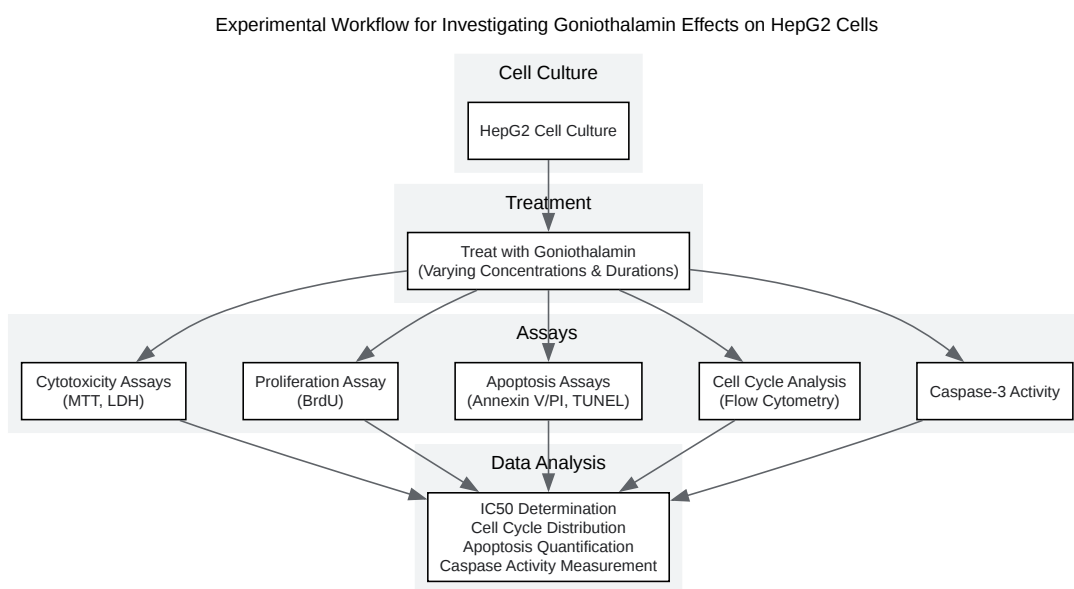 Experimental Workflow for Investigating Goniothalamin Effects on HepG2 Cells
Cell Culture
HepG2 Cell Culture
Treatment
Treat with Goniothalamin
(Varying Concentrations & Durations)
Assays
Cytotoxicity Assays
(MTT, LDH)
Proliferation Assay
(BrdU)
Apoptosis Assays
(Annexin V/PI, TUNEL)
Cell Cycle Analysis
(Flow Cytometry)
Caspase-3 Activity
Data Analysis
IC50 Determination
Cell Cycle Distribution
Apoptosis Quantification
Caspase Activity Measurement